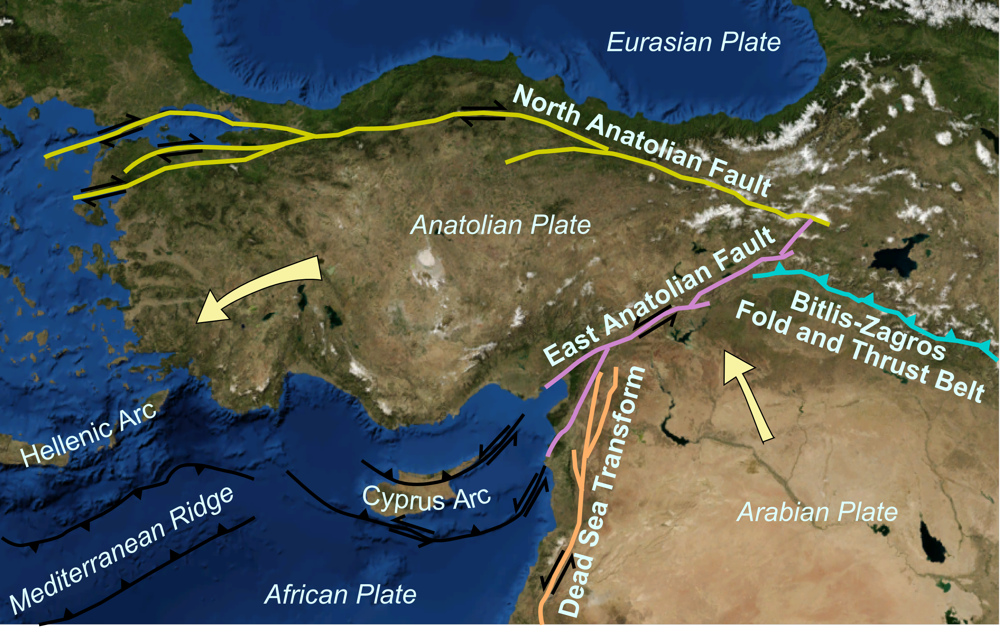 Eurasian Plate
North Anatolian Fault
Anatolian Plate
East Anatolian Fault
Bitlis-Zagros
Fold and Thrust Belt
Hellenic Arc
Cyprus Arc
Dead Sea Transform
Mediterranean Ridge
Arabian Plate
African Plate